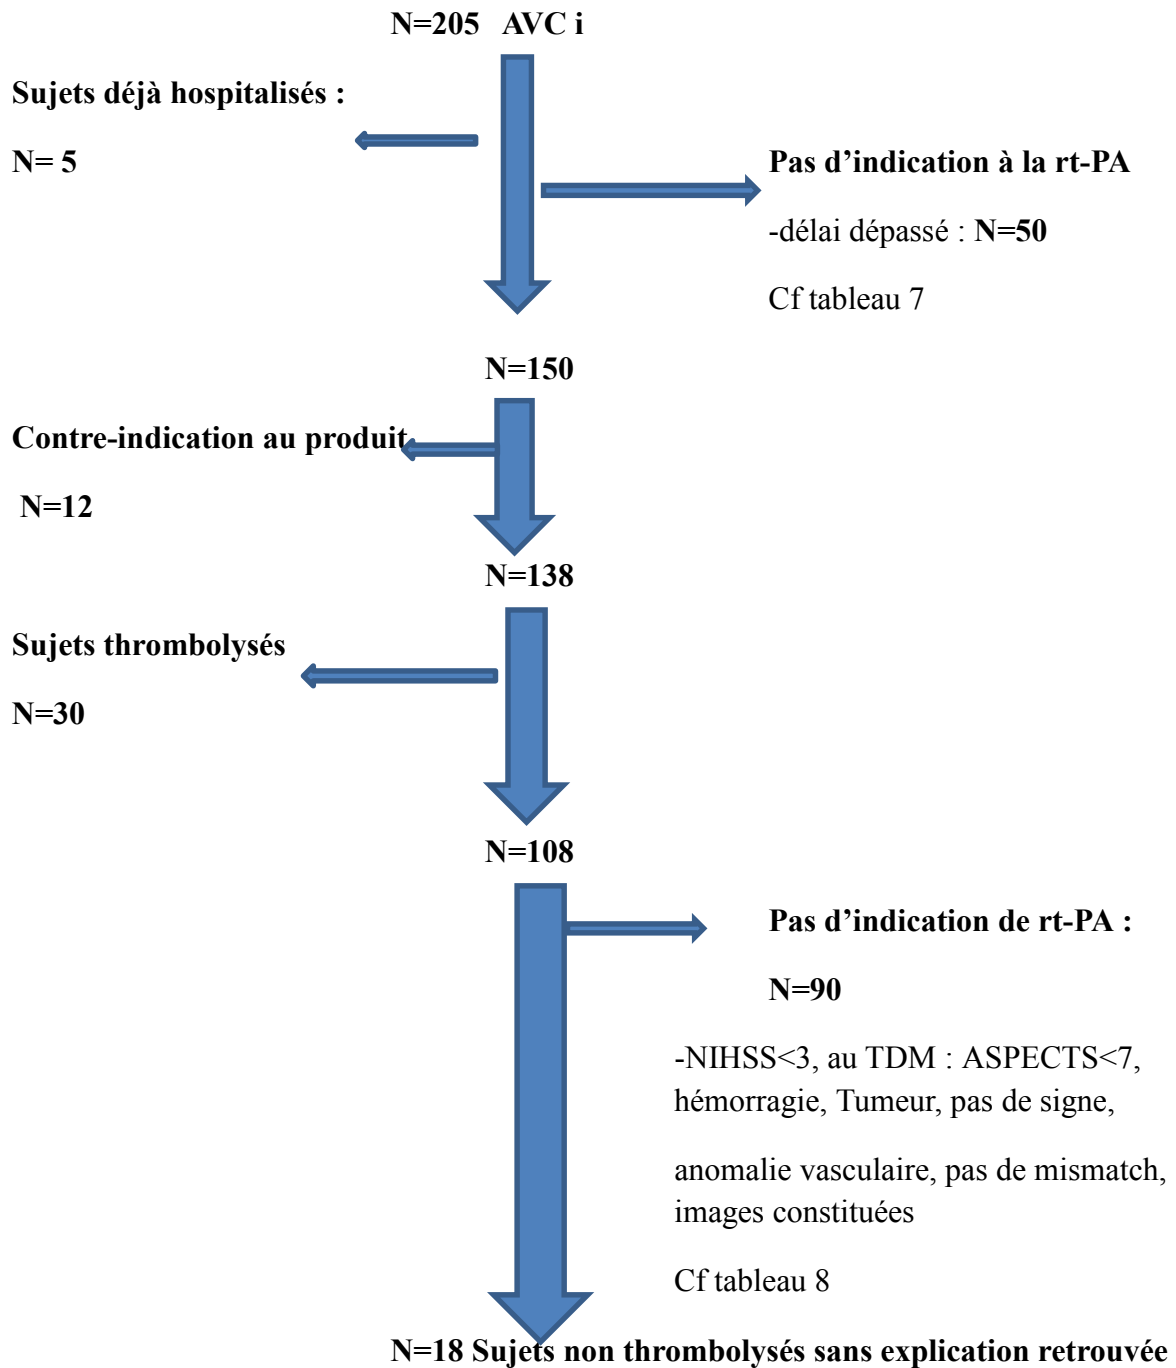 N=205 AVC i
Sujets déjà hospitalisés :
N= 5
Pas d’indication à la rt-PA
-délai dépassé : N=50
Cf tableau 7
N=150
Contre-indication au produit
N=12
N=138
Sujets thrombolysés
N=30
N=108
Pas d’indication de rt-PA :
N=90
-NIHSS<3, au TDM : ASPECTS<7,
hémorragie, Tumeur, pas de signe,
anomalie vasculaire, pas de mismatch,
images constituées
Cf tableau 8
N=18 Sujets non thrombolysés sans explication retrouvée